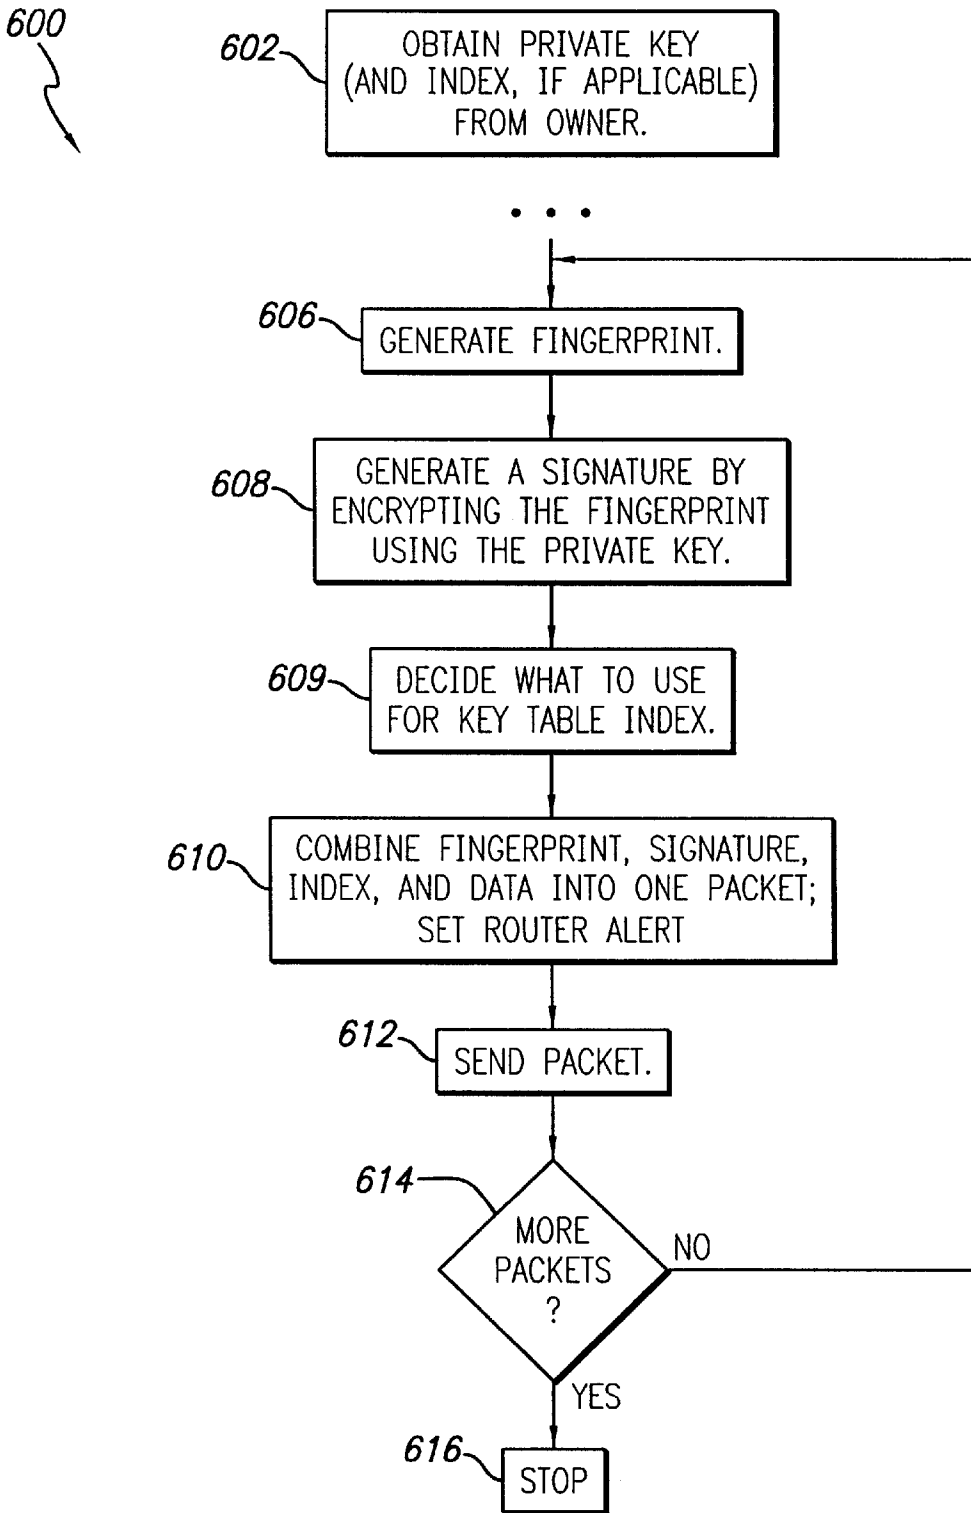 600
602
OBTAIN PRIVATE KEY
(AND INDEX, IF APPLICABLE)
FROM OWNER.
• • •
606
GENERATE FINGERPRINT.
608
GENERATE A SIGNATURE BY
ENCRYPTING THE FINGERPRINT
USING THE PRIVATE KEY.
609
DECIDE WHAT TO USE
FOR KEY TABLE INDEX.
610
COMBINE FINGERPRINT, SIGNATURE,
INDEX, AND DATA INTO ONE PACKET;
SET ROUTER ALERT
612
SEND PACKET.
614
MORE
PACKETS
?
NO
YES
616
STOP